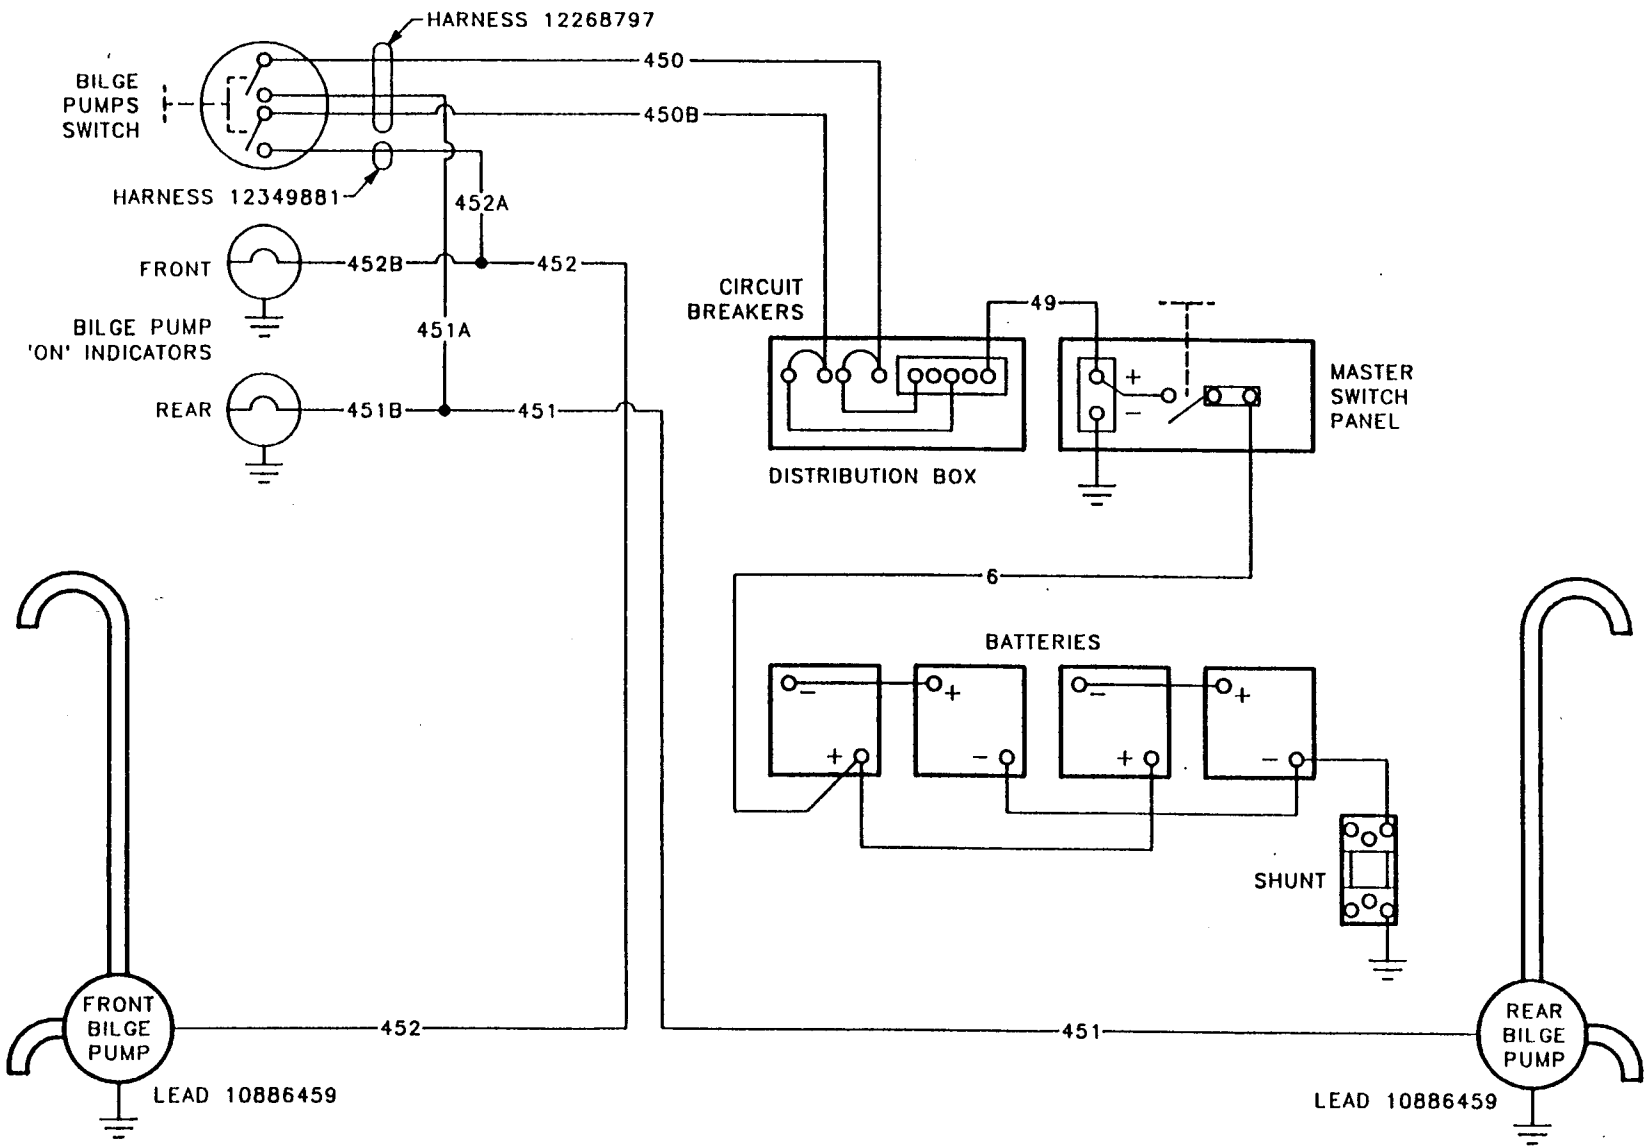 HARNESS 12268797
450
BILGE
PUMPS
SWITCH
450B
HARNESS 12349881
452A
FRONT
452B
452
CIRCUIT
BREAKERS
49
BILGE PUMP
'ON' INDICATORS
451A
+
-
MASTER
SWITCH
PANEL
REAR
451B
451
DISTRIBUTION BOX
6
BATTERIES
- + - +
+ - + -
SHUNT
FRONT
BILGE
PUMP
452
451
REAR
BILGE
PUMP
LEAD 10886459
LEAD 10886459